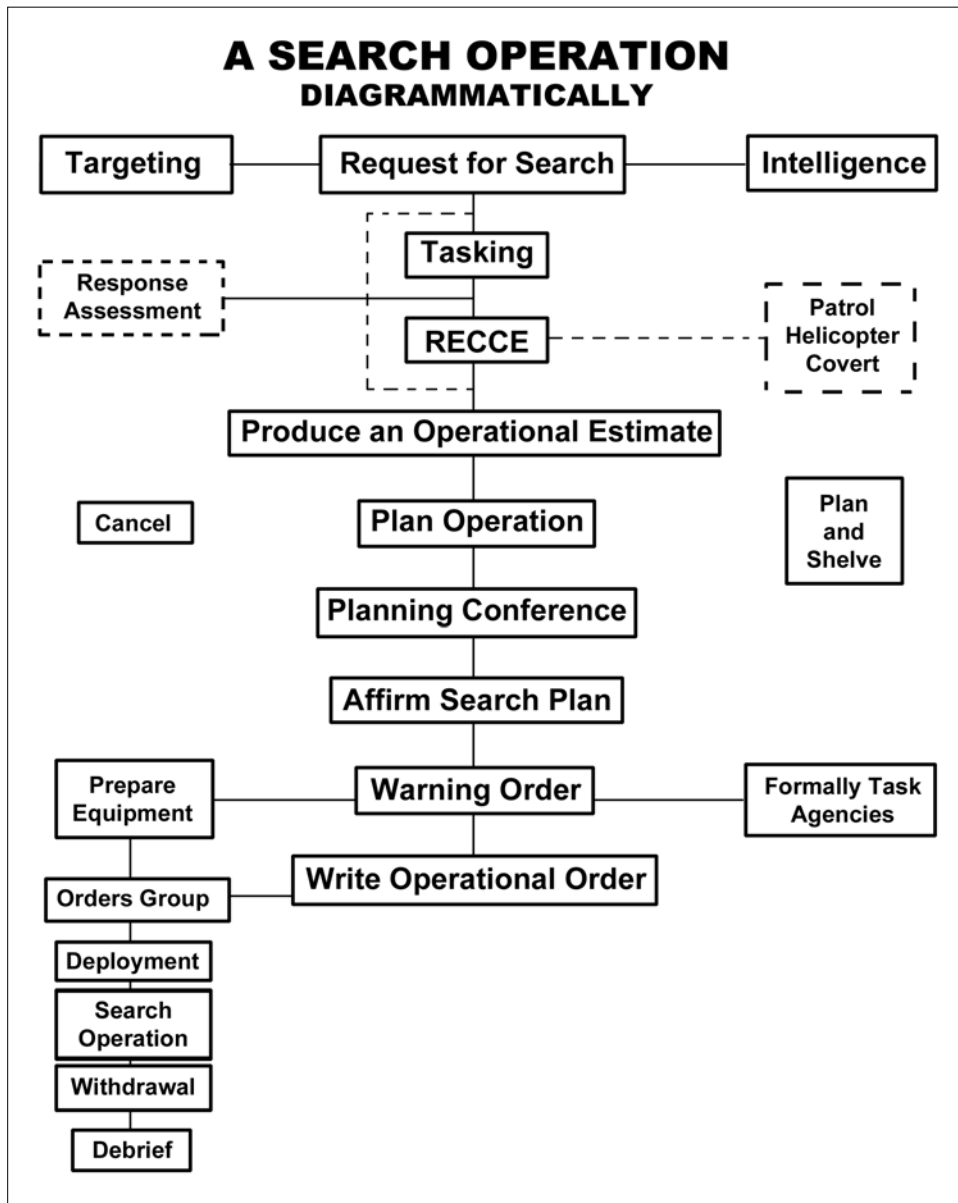 A SEARCH OPERATION
DIAGRAMMATICALLY
Targeting
Request for Search
Intelligence
Tasking
Response
Assessment
RECCE
Patrol
Helicopter
Covert
Produce an Operational Estimate
Cancel
Plan Operation
Plan
and
Shelve
Planning Conference
Affirm Search Plan
Prepare
Equipment
Warning Order
Formally Task
Agencies
Write Operational Order
Orders Group
Deployment
Search
Operation
Withdrawal
Debrief